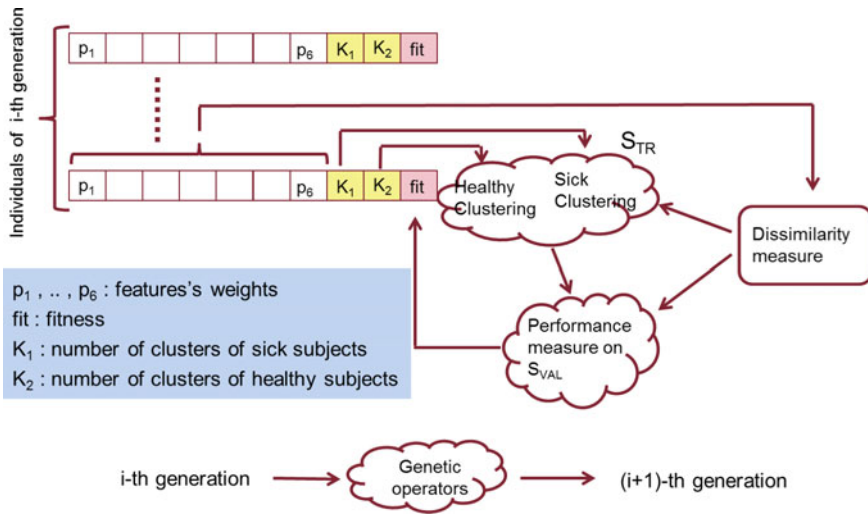 Individuals of i-th generation
p1 p6 K1 K2 fit
p1 p6 K1 K2 fit
STR
Healthy
Clustering
Sick
Clustering
Dissimilarity
measure
p1 , .. , p6 : features's weights
fit : fitness
K1 : number of clusters of sick subjects
K2 : number of clusters of healthy subjects
Performance
measure on
SVAL
i-th generation
Genetic
operators
(i+1)-th generation